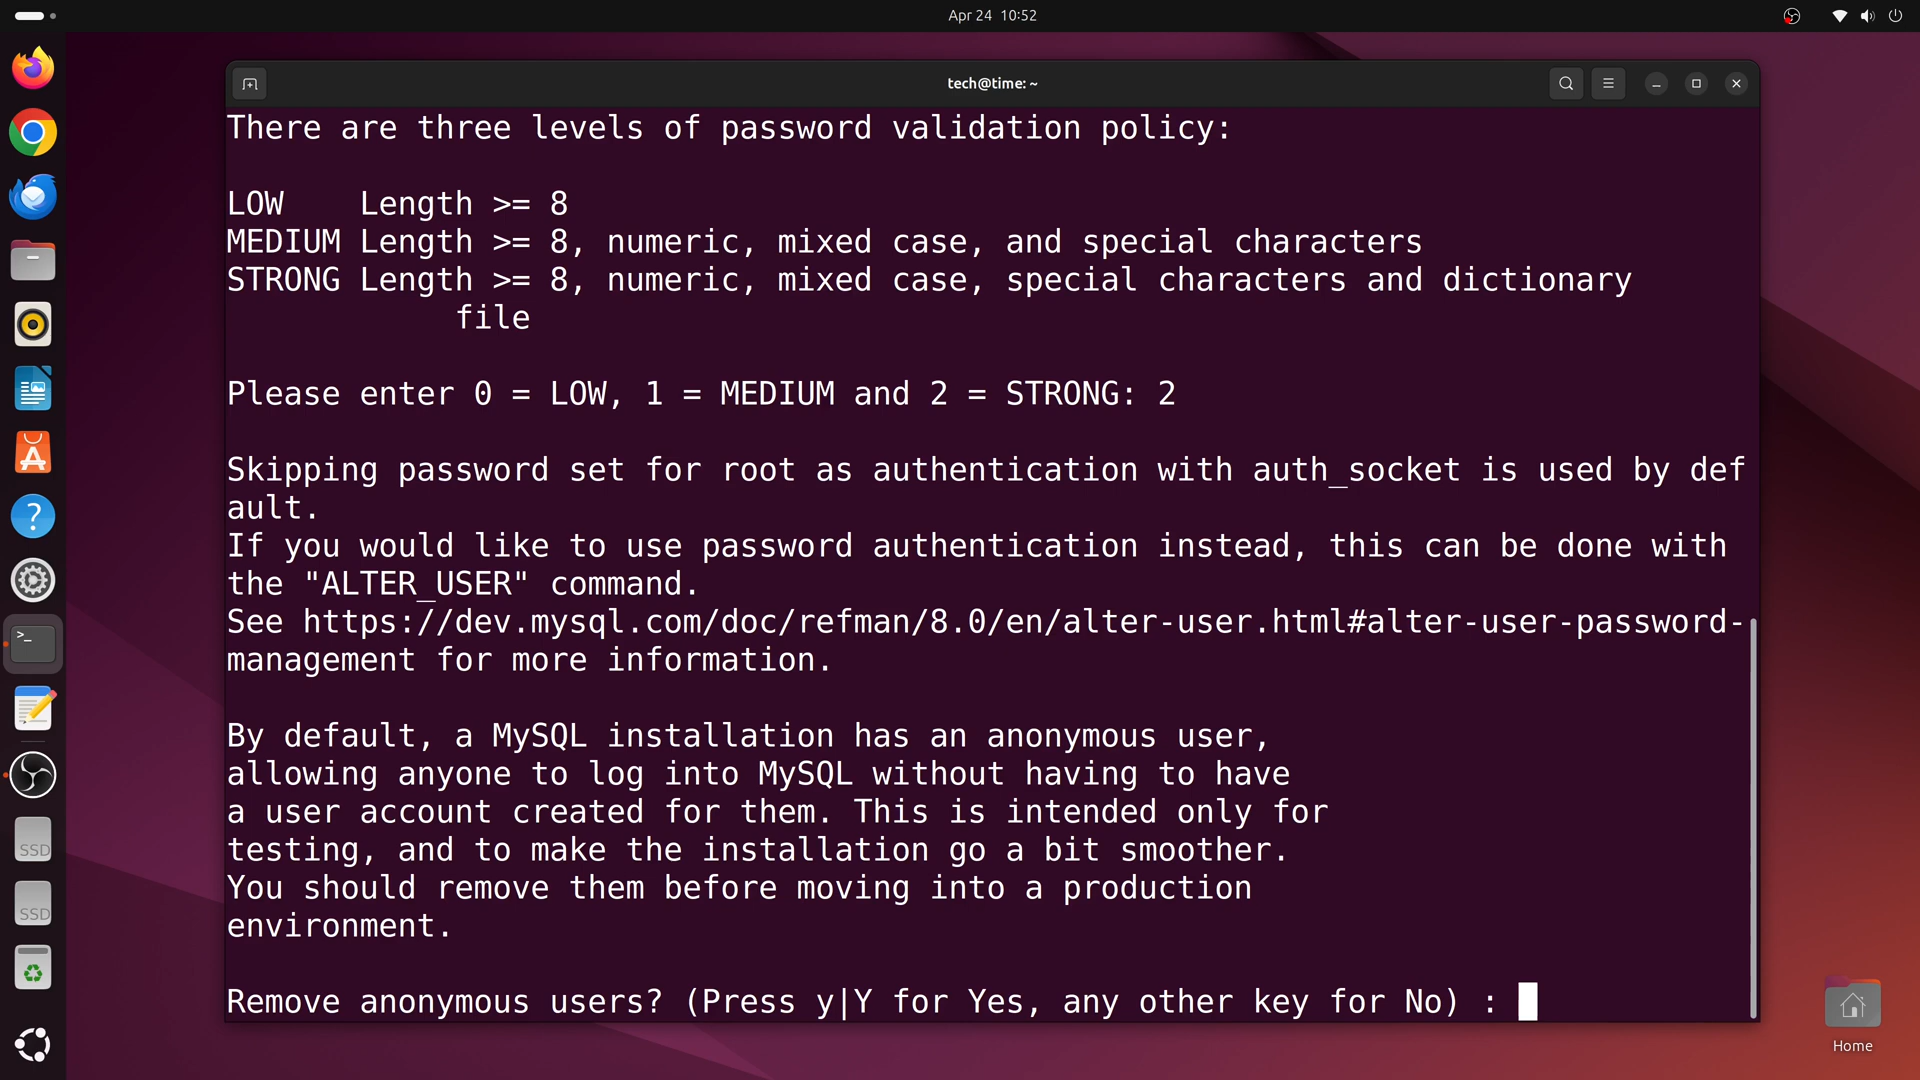 Apr 24 10:52
tech@time: ~
There are three levels of password validation policy:
LOW    Length >= 8
MEDIUM Length >= 8, numeric, mixed case, and special characters
STRONG Length >= 8, numeric, mixed case, special characters and dictionary
            file
Please enter 0 = LOW, 1 = MEDIUM and 2 = STRONG: 2
Skipping password set for root as authentication with auth_socket is used by def
ault.
If you would like to use password authentication instead, this can be done with
the "ALTER_USER" command.
See https://dev.mysql.com/doc/refman/8.0/en/alter-user.html#alter-user-password-
management for more information.
By default, a MySQL installation has an anonymous user,
allowing anyone to log into MySQL without having to have
a user account created for them. This is intended only for
testing, and to make the installation go a bit smoother.
You should remove them before moving into a production
environment.
Remove anonymous users? (Press y|Y for Yes, any other key for No) :
SSD
SSD
Home